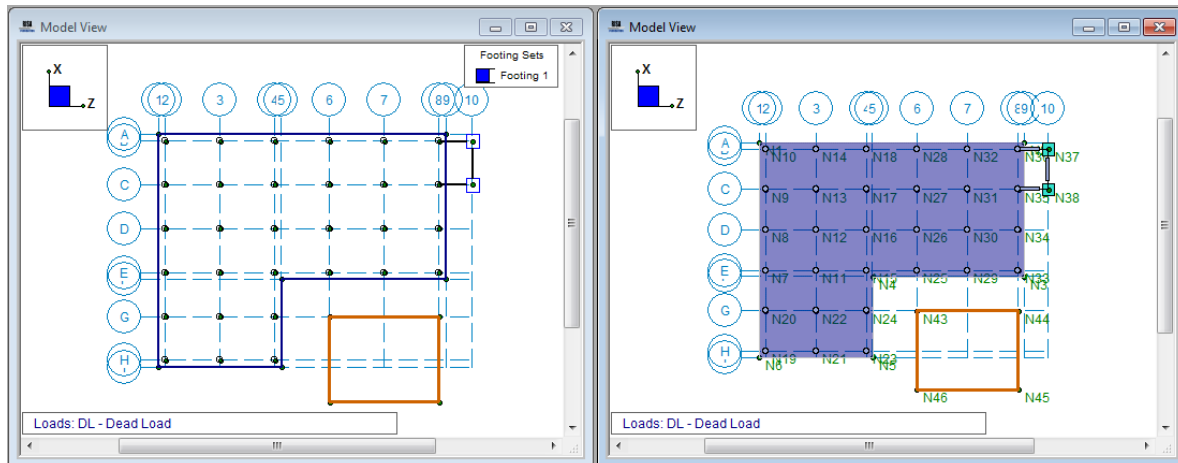 Model View
X
Z
Footing Sets
Footing 1
12 3 45 6 7 89 10
A
C
D
E
G
H
Loads: DL - Dead Load
Model View
X
Z
12 3 45 6 7 89 10
A
N10 N14 N18 N28 N32 N37
C
N9 N13 N17 N27 N31 N35 N38
D
N8 N12 N16 N26 N30 N34
E
N7 N11 N25 N29 N33
N4 N3
G
N20 N22 N24 N43 N44
H
N19 N21 N23
N6 N5
N46 N45
Loads: DL - Dead Load